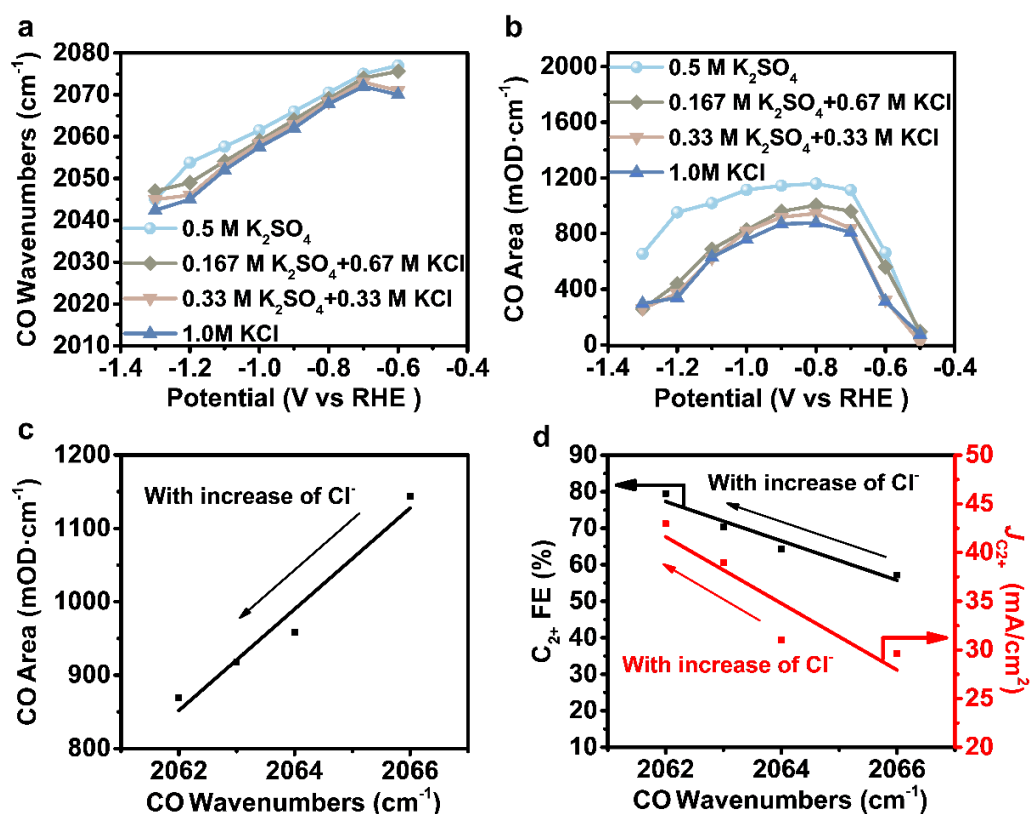 a
CO Wavenumbers (cm⁻¹)
2080
2070
2060
2050
2040
2030
2020
2010
0.5 M K₂SO₄
0.167 M K₂SO₄+0.67 M KCl
0.33 M K₂SO₄+0.33 M KCl
1.0M KCl
-1.4 -1.2 -1.0 -0.8 -0.6 -0.4
Potential (V vs RHE )
b
CO Area (mOD·cm⁻¹)
2000
1600
1200
800
400
0
0.5 M K₂SO₄
0.167 M K₂SO₄+0.67 M KCl
0.33 M K₂SO₄+0.33 M KCl
1.0M KCl
-1.4 -1.2 -1.0 -0.8 -0.6 -0.4
Potential (V vs RHE )
c
CO Area (mOD·cm⁻¹)
1200
1100
1000
900
800
With increase of Cl⁻
2062 2064 2066
CO Wavenumbers (cm⁻¹)
d
C₂₊ FE (%)
90
80
70
60
50
40
30
20
10
With increase of Cl⁻
With increase of Cl⁻
50
45
40
35
30
25
20
J_C2+ (mA/cm²)
2062 2064 2066
CO Wavenumbers (cm⁻¹)